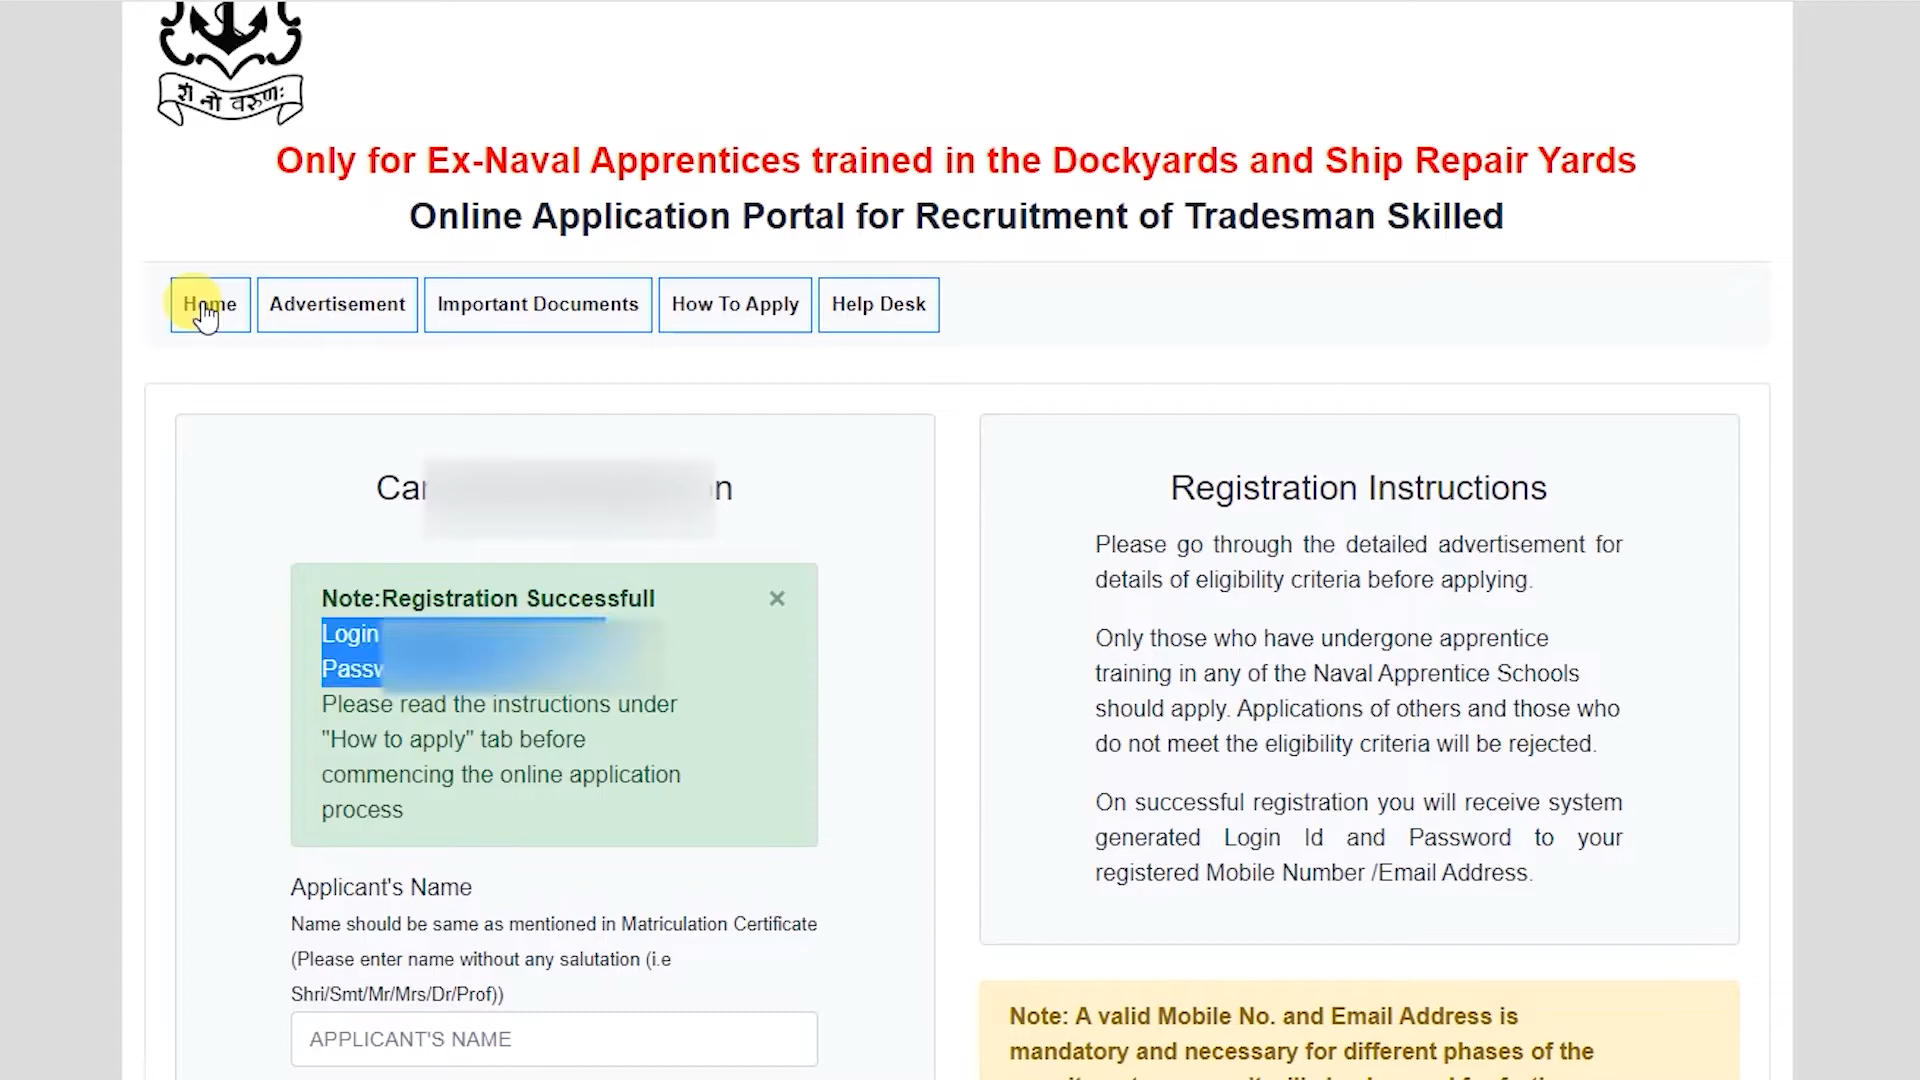 शं नो वरुणः
Only for Ex-Naval Apprentices trained in the Dockyards and Ship Repair Yards
Online Application Portal for Recruitment of Tradesman Skilled
Home Advertisement Important Documents How To Apply Help Desk
Note:Registration Successfull ×
Login
Please read the instructions under
"How to apply" tab before
commencing the online application
process
Applicant's Name
Name should be same as mentioned in Matriculation Certificate
(Please enter name without any salutation (i.e
Shri/Smt/Mr/Mrs/Dr/Prof))
APPLICANT'S NAME
Registration Instructions
Please go through the detailed advertisement for
details of eligibility criteria before applying.
Only those who have undergone apprentice
training in any of the Naval Apprentice Schools
should apply. Applications of others and those who
do not meet the eligibility criteria will be rejected.
On successful registration you will receive system
generated Login Id and Password to your
registered Mobile Number /Email Address.
Note: A valid Mobile No. and Email Address is
mandatory and necessary for different phases of the